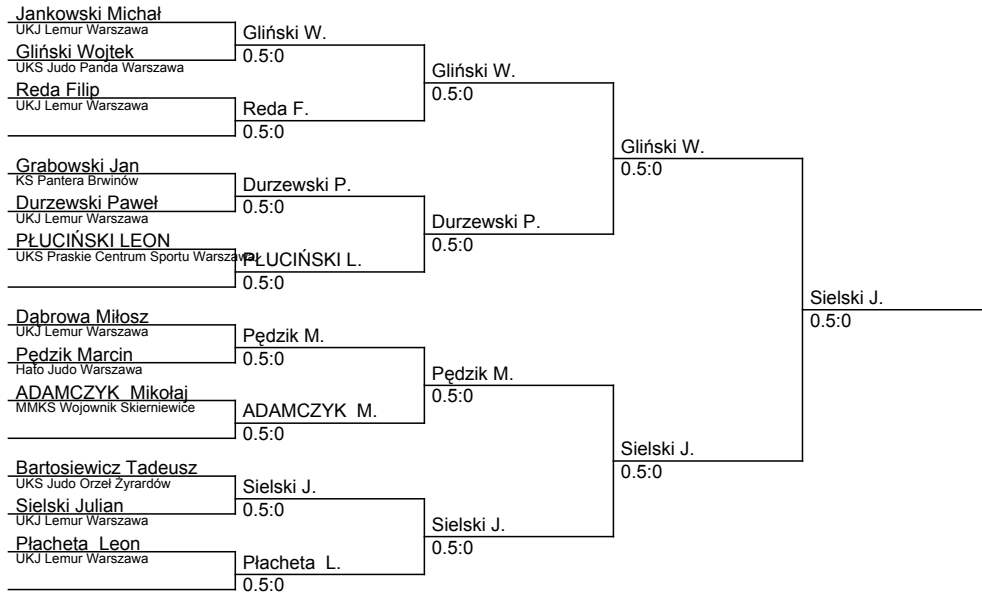 Jankowski Michał
UKJ Lemur Warszawa
Gliński Wojtek
UKS Judo Panda Warszawa
Reda Filip
UKJ Lemur Warszawa
Grabowski Jan
KS Pantera Brwinów
Durzewski Paweł
UKJ Lemur Warszawa
PŁUCIŃSKI LEON
UKS Praskie Centrum Sportu Warszawa
Dąbrowa Miłosz
UKJ Lemur Warszawa
Pędzik Marcin
Hato Judo Warszawa
ADAMCZYK Mikołaj
MMKS Wojownik Skierniewice
Bartosiewicz Tadeusz
UKS Judo Orzeł Żyrardów
Sielski Julian
UKJ Lemur Warszawa
Płacheta Leon
UKJ Lemur Warszawa
Gliński W.
0.5:0
Reda F.
0.5:0
Durzewski P.
0.5:0
PŁUCIŃSKI L.
0.5:0
Pędzik M.
0.5:0
ADAMCZYK M.
0.5:0
Sielski J.
0.5:0
Płacheta L.
0.5:0
Gliński W.
0.5:0
Durzewski P.
0.5:0
Pędzik M.
0.5:0
Sielski J.
0.5:0
Gliński W.
0.5:0
Sielski J.
0.5:0
Sielski J.
0.5:0